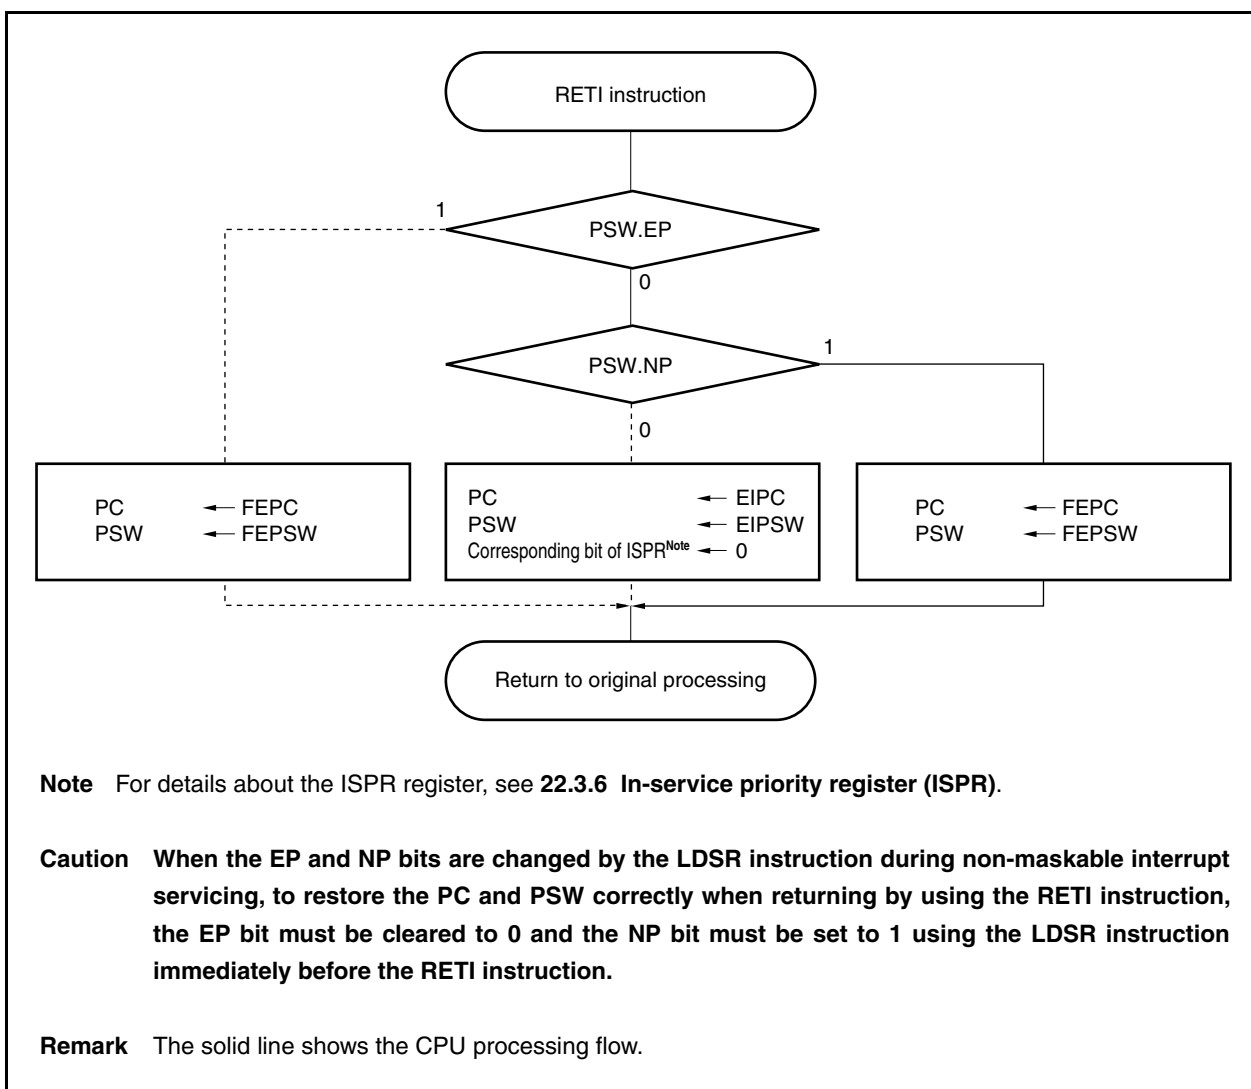 RETI instruction
1
PSW.EP
0
1
PSW.NP
0
PC ← FEPC
PSW ← FEPSW
PC ← EIPC
PSW ← EIPSW
Corresponding bit of ISPRNote ← 0
PC ← FEPC
PSW ← FEPSW
Return to original processing
Note For details about the ISPR register, see 22.3.6 In-service priority register (ISPR).
Caution When the EP and NP bits are changed by the LDSR instruction during non-maskable interrupt
servicing, to restore the PC and PSW correctly when returning by using the RETI instruction,
the EP bit must be cleared to 0 and the NP bit must be set to 1 using the LDSR instruction
immediately before the RETI instruction.
Remark The solid line shows the CPU processing flow.